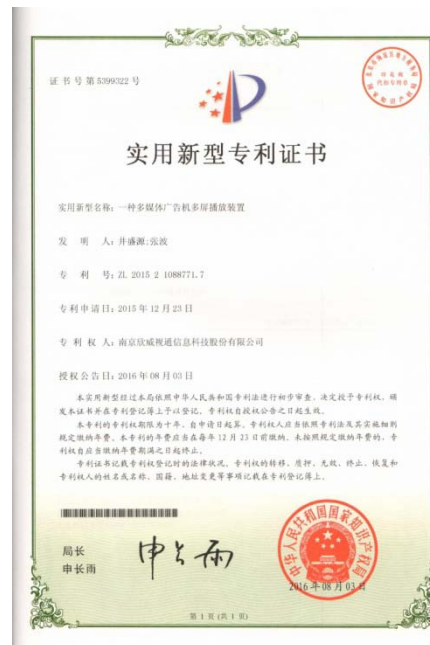 证书号第5399322号
实用新型专利证书
实用新型名称：一种多媒体广告机多屏播放装置
发 明 人：井盛源;张波
专 利 号：ZL 2015 2 1088771.7
专利申请日：2015年12月23日
专 利 权 人：南京欣威视通信息科技股份有限公司
授权公告日：2016年08月03日
本实用新型经过本局依照中华人民共和国专利法进行初步审查，决定授予专利权，颁
发本证书并在专利登记簿上予以登记。专利权自授权公告之日起生效。
本专利的专利权期限为十年，自申请日起算。专利权人应当依照专利法及其实施细则
规定缴纳年费。本专利的年费应当在每年12月23日前缴纳。未按照规定缴纳年费的，专
利权自应当缴纳年费期满之日起终止。
专利证书记载专利权登记时的法律状况。专利权的转移、质押、无效、终止、恢复和
专利权人的姓名或名称、国籍、地址变更等事项记载在专利登记簿上。
局长
申长雨
申长雨
中华人民共和国国家知识产权局
2016年08月03日
第 1 页 (共 1 页)